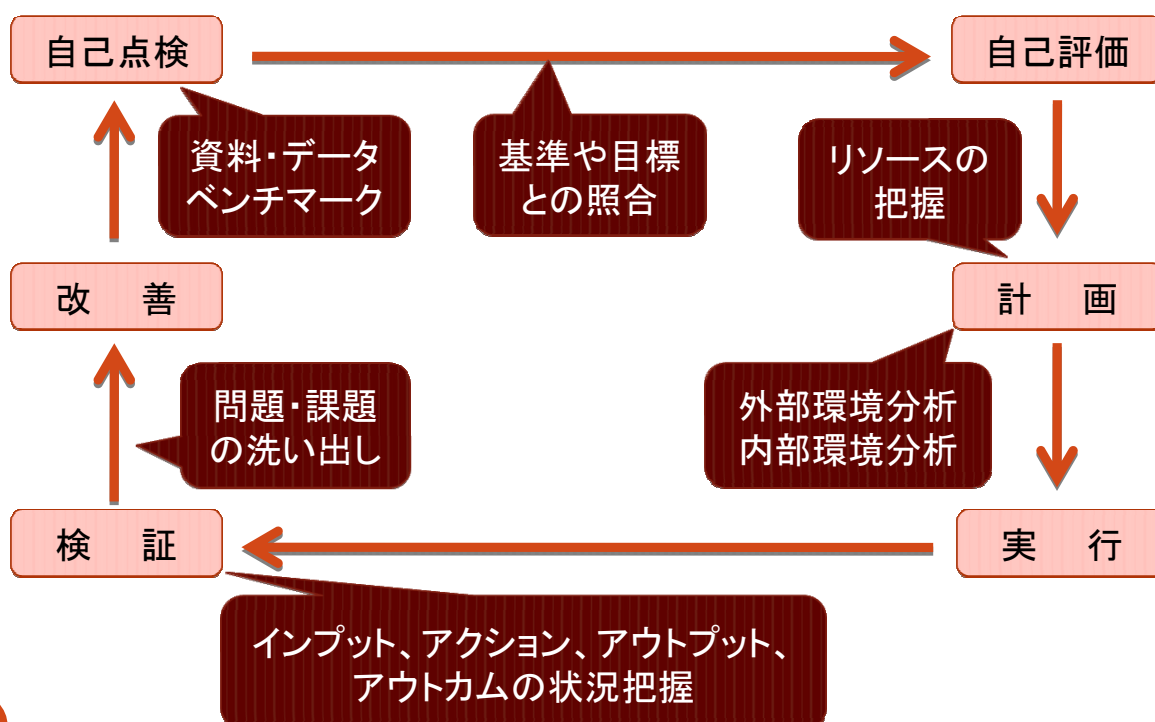 自己点検
自己評価
資料・データ
ベンチマーク
基準や目標
との照合
リソースの
把握
改　善
計　画
問題・課題
の洗い出し
外部環境分析
内部環境分析
検　証
実　行
インプット、アクション、アウトプット、
アウトカムの状況把握